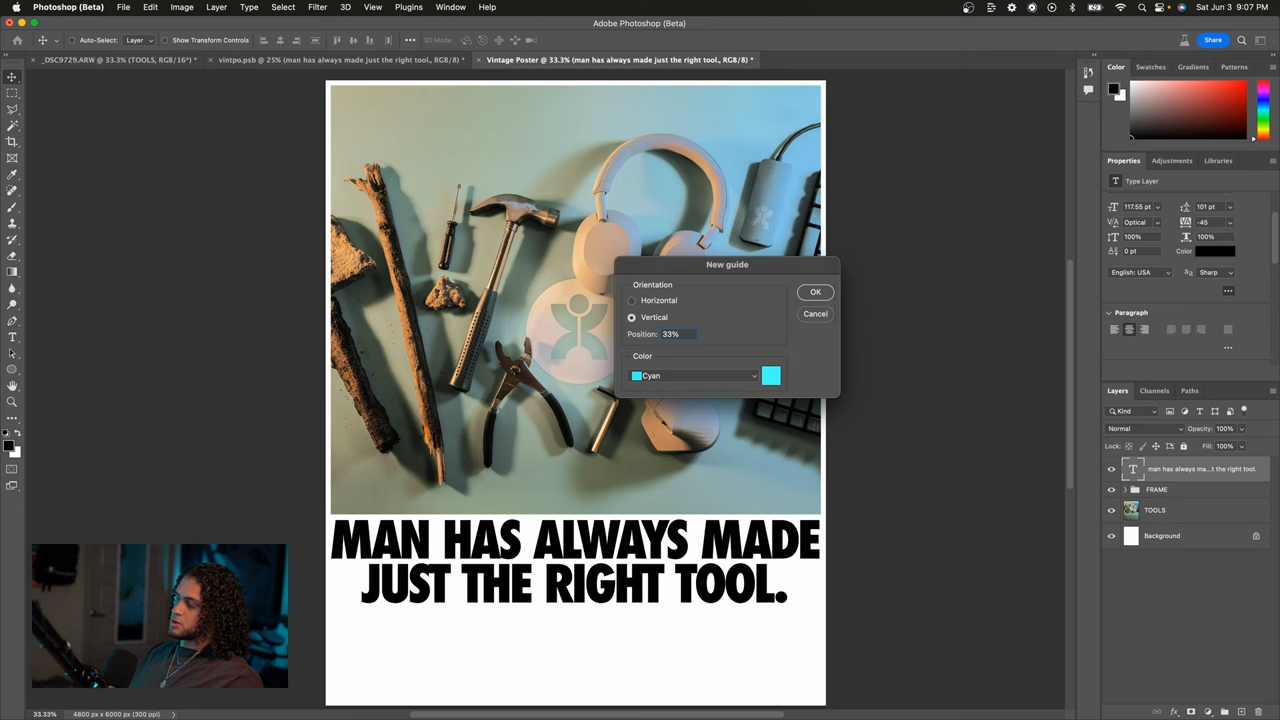 Photoshop (Beta) File Edit Image Layer Type Select Filter 3D View Plugins Window Help
Sat Jun 3 9:07 PM
Adobe Photoshop (Beta)
Auto-Select: Layer Show Transform Controls
3D Mode:
Share
_DSC9729.ARW @ 33.3% (TOOLS, RGB/16*) *
vintpo.psb @ 25% (man has always made just the right tool., RGB/8) *
Vintage Poster @ 33.3% (man has always made just the right tool., RGB/8) *
Color Swatches Gradients Patterns
Properties Adjustments Libraries
Type Layer
117.55 pt 101 pt
Optical -45
100% 100%
0 pt Color
English: USA Sharp
Paragraph
Layers Channels Paths
Kind
Normal Opacity: 100%
Lock: Fill: 100%
man has always ma...t the right tool.
FRAME
TOOLS
Background
New guide
Orientation
Horizontal
Vertical
Position: 33%
Color
Cyan
OK
Cancel
MAN HAS ALWAYS MADE
JUST THE RIGHT TOOL.
33.33% 4800 px x 6000 px (300 ppi)